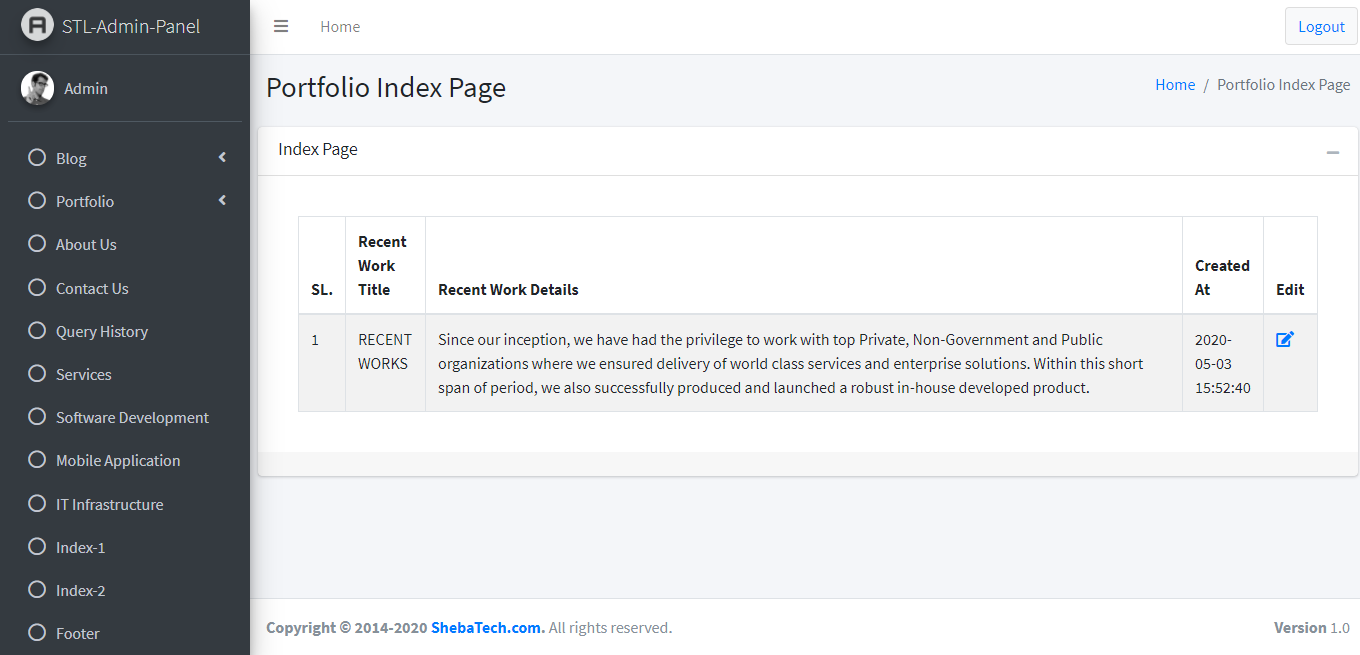 STL-Admin-Panel
Home
Logout
Admin
Portfolio Index Page
Home / Portfolio Index Page
Blog
Portfolio
About Us
Contact Us
Query History
Services
Software Development
Mobile Application
IT Infrastructure
Index-1
Index-2
Footer
Index Page
SL.
Recent
Work
Title
Recent Work Details
Created
At
Edit
1
RECENT
WORKS
Since our inception, we have had the privilege to work with top Private, Non-Government and Public
organizations where we ensured delivery of world class services and enterprise solutions. Within this short
span of period, we also successfully produced and launched a robust in-house developed product.
2020-
05-03
15:52:40
Copyright © 2014-2020 ShebaTech.com. All rights reserved.
Version 1.0